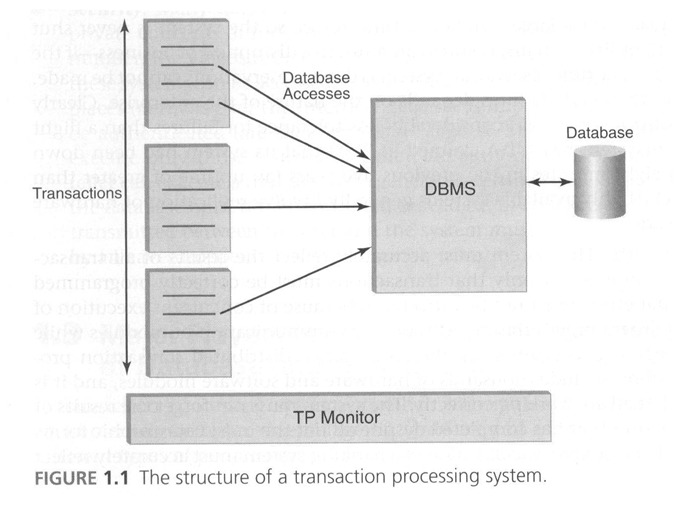 Database
Accesses
Database
Transactions
DBMS
TP Monitor
FIGURE 1.1 The structure of a transaction processing system.